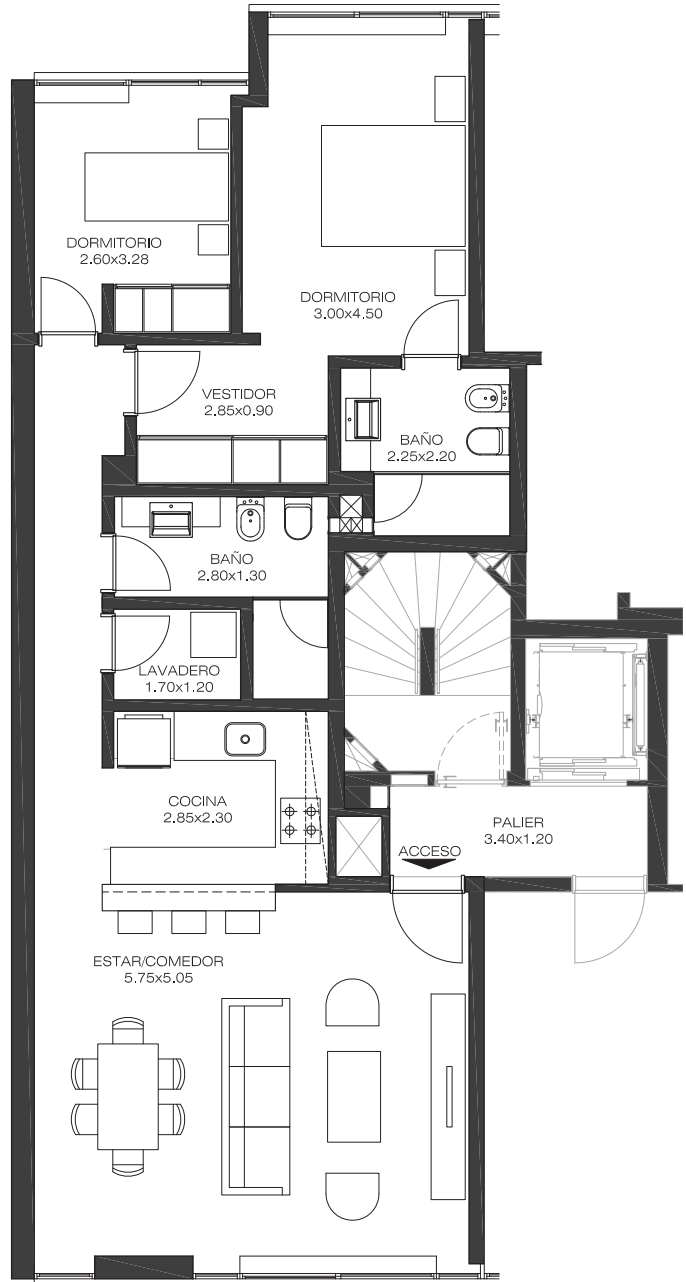 DORMITORIO
2.60x3.28
DORMITORIO
3.00x4.50
VESTIDOR
2.85x0.90
BAÑO
2.25x2.20
BAÑO
2.80x1.30
LAVADERO
1.70x1.20
COCINA
2.85x2.30
PALIER
3.40x1.20
ACCESO
ESTAR/COMEDOR
5.75x5.05